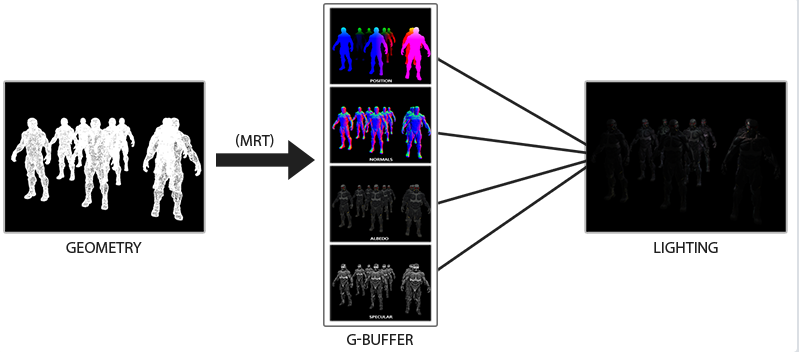 (MRT)
GEOMETRY
POSITION
NORMALS
ALBEDO
SPECULAR
G-BUFFER
LIGHTING